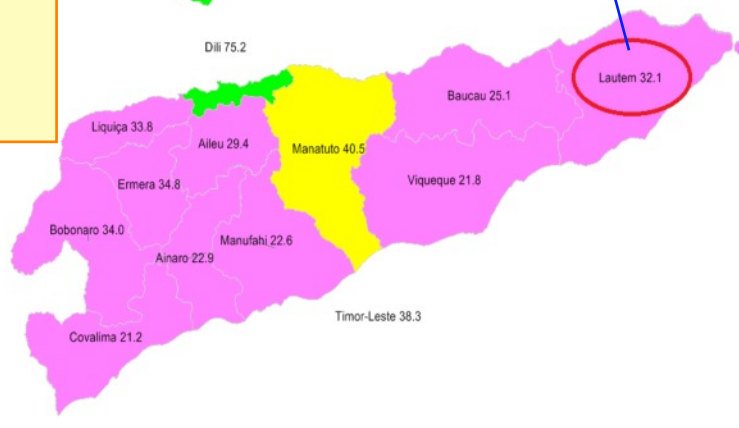 Dili 75.2
Lautem 32.1
Baucau 25.1
Liquiça 33.8
Aileu 29.4
Manatuto 40.5
Ermera 34.8
Viqueque 21.8
Bobonaro 34.0
Manufahi 22.6
Ainaro 22.9
Timor-Leste 38.3
Covalima 21.2